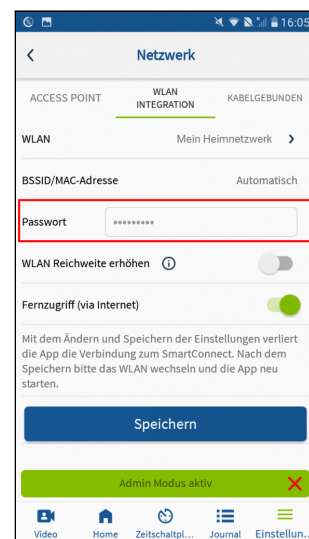 16:05
Netzwerk
ACCESS POINT
WLAN
INTEGRATION
KABELGEBUNDEN
WLAN Mein Heimnetzwerk
BSSID/MAC-Adresse Automatisch
Passwort •••••••••
WLAN Reichweite erhöhen
Fernzugriff (via Internet)
Mit dem Ändern und Speichern der Einstellungen verliert
die App die Verbindung zum SmartConnect. Nach dem
Speichern bitte das WLAN wechseln und die App neu
starten.
Speichern
Admin Modus aktiv
Video Home Zeitschaltpl... Journal Einstellun...